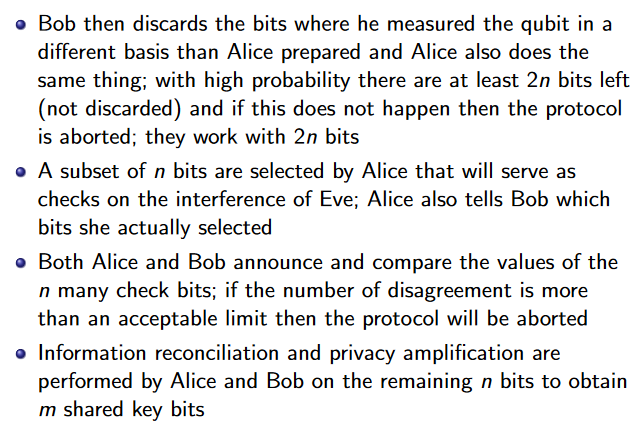 Bob then discards the bits where he measured the qubit in a
different basis than Alice prepared and Alice also does the
same thing; with high probability there are at least 2n bits left
(not discarded) and if this does not happen then the protocol
is aborted; they work with 2n bits
A subset of n bits are selected by Alice that will serve as
checks on the interference of Eve; Alice also tells Bob which
bits she actually selected
Both Alice and Bob announce and compare the values of the
n many check bits; if the number of disagreement is more
than an acceptable limit then the protocol will be aborted
Information reconciliation and privacy amplification are
performed by Alice and Bob on the remaining n bits to obtain
m shared key bits